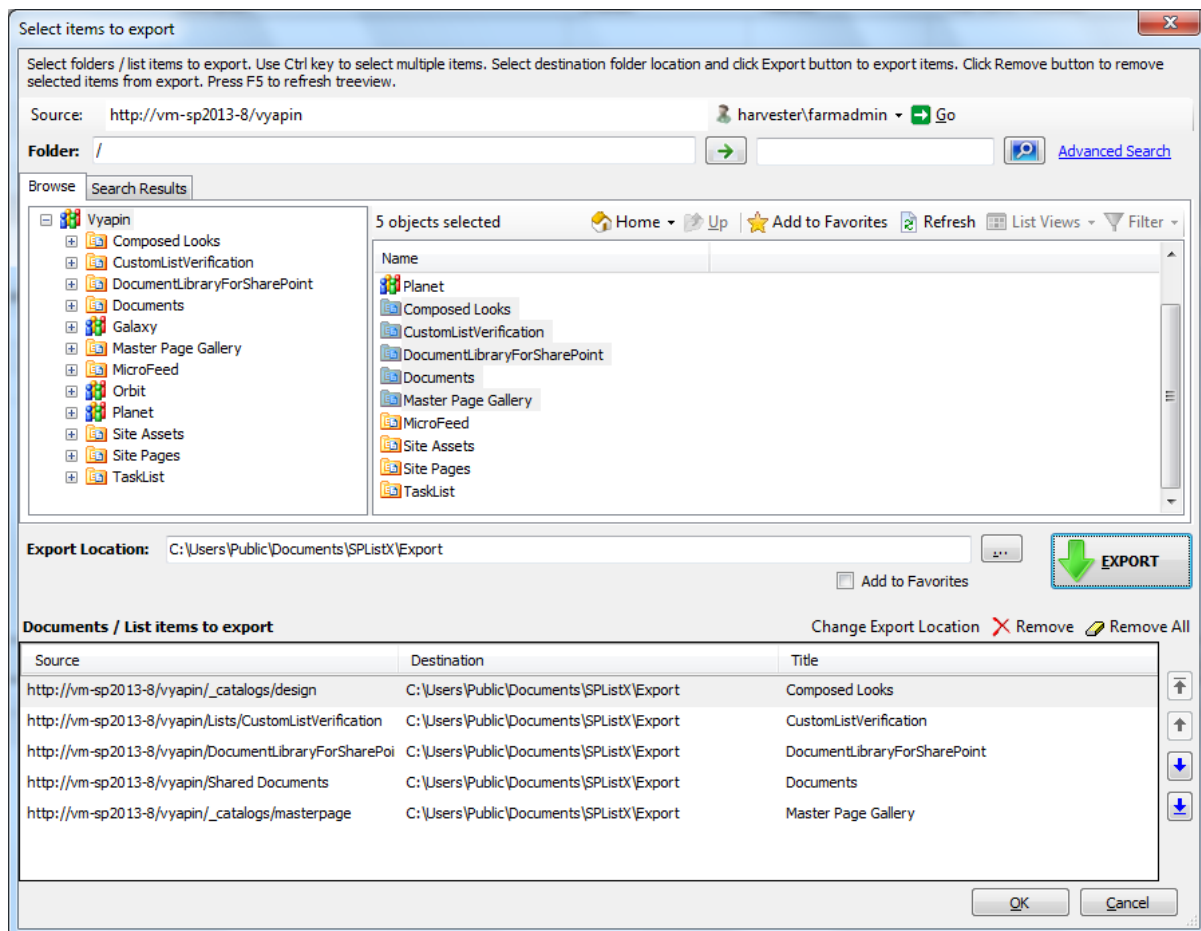 Select items to export
Select folders / list items to export. Use Ctrl key to select multiple items. Select destination folder location and click Export button to export items. Click Remove button to remove
selected items from export. Press F5 to refresh treeview.
Source: http://vm-sp2013-8/vyapin harvester\farmadmin Go
Folder: / Advanced Search
Browse Search Results
Vyapin
Composed Looks
CustomListVerification
DocumentLibraryForSharePoint
Documents
Galaxy
Master Page Gallery
MicroFeed
Orbit
Planet
Site Assets
Site Pages
TaskList
5 objects selected Home Up Add to Favorites Refresh List Views Filter
Name
Planet
Composed Looks
CustomListVerification
DocumentLibraryForSharePoint
Documents
Master Page Gallery
MicroFeed
Site Assets
Site Pages
TaskList
Export Location: C:\Users\Public\Documents\SPListX\Export ... EXPORT
Add to Favorites
Documents / List items to export Change Export Location Remove Remove All
Source Destination Title
http://vm-sp2013-8/vyapin/_catalogs/design C:\Users\Public\Documents\SPListX\Export Composed Looks
http://vm-sp2013-8/vyapin/Lists/CustomListVerification C:\Users\Public\Documents\SPListX\Export CustomListVerification
http://vm-sp2013-8/vyapin/DocumentLibraryForSharePoi C:\Users\Public\Documents\SPListX\Export DocumentLibraryForSharePoint
http://vm-sp2013-8/vyapin/Shared Documents C:\Users\Public\Documents\SPListX\Export Documents
http://vm-sp2013-8/vyapin/_catalogs/masterpage C:\Users\Public\Documents\SPListX\Export Master Page Gallery
OK Cancel